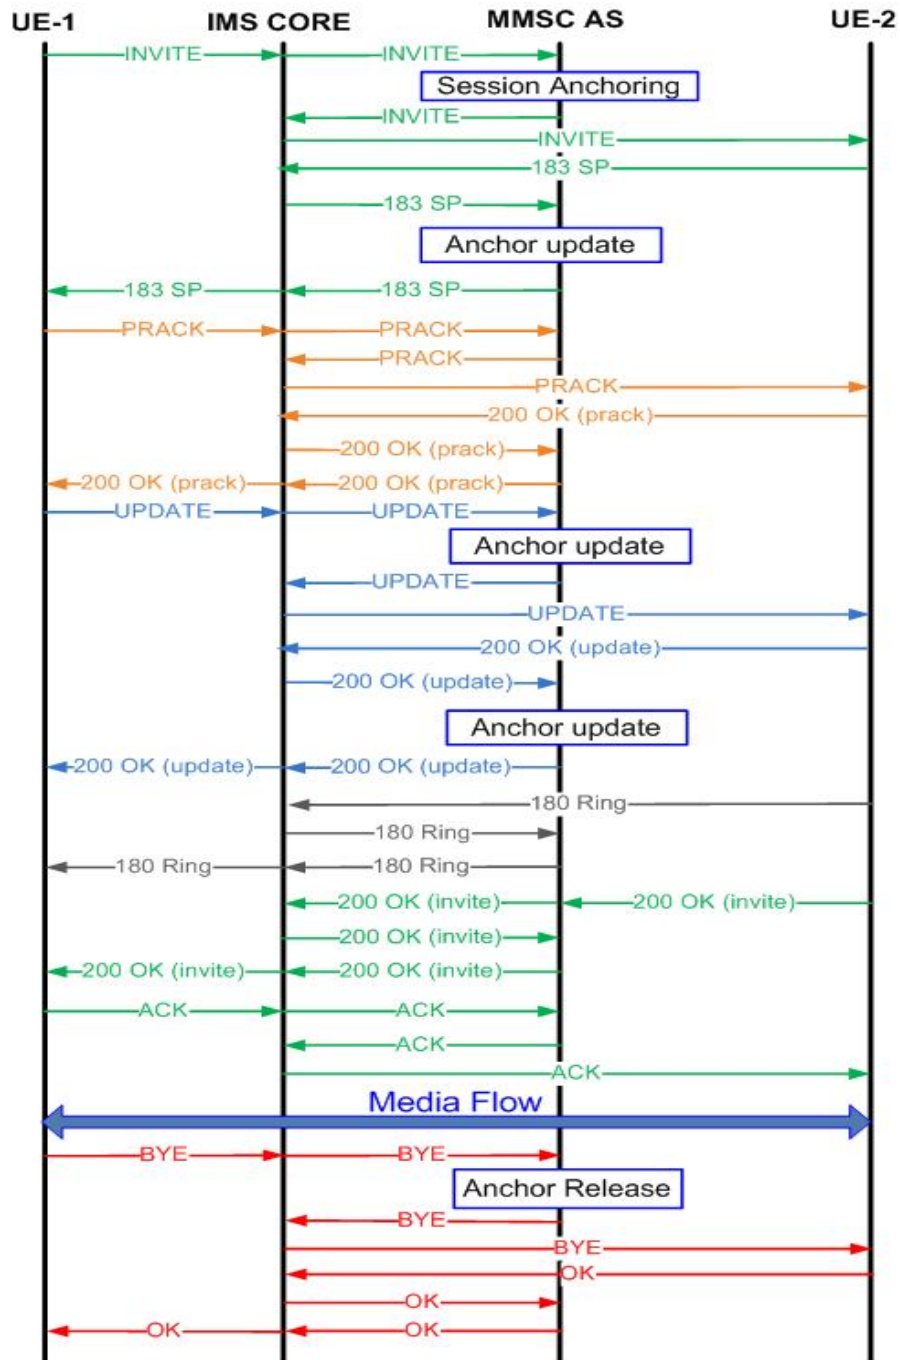 UE-1 IMS CORE MMSC AS UE-2
INVITE INVITE
Session Anchoring
INVITE
INVITE
183 SP
183 SP
Anchor update
183 SP 183 SP
PRACK PRACK
PRACK
PRACK
200 OK (prack)
200 OK (prack)
200 OK (prack) 200 OK (prack)
UPDATE UPDATE
Anchor update
UPDATE
UPDATE
200 OK (update)
200 OK (update)
Anchor update
200 OK (update) 200 OK (update)
180 Ring
180 Ring
180 Ring 180 Ring
200 OK (invite) 200 OK (invite)
200 OK (invite)
200 OK (invite) 200 OK (invite)
ACK ACK
ACK
ACK
Media Flow
BYE BYE
Anchor Release
BYE
BYE
OK
OK
OK OK